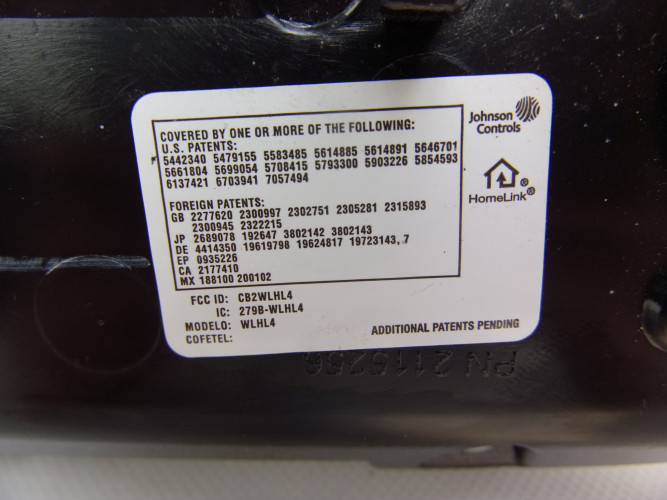 COVERED BY ONE OR MORE OF THE FOLLOWING:
U.S. PATENTS:
5442340 5479155 5583485 5614885 5614891 5646701
5661804 5699054 5708415 5793300 5903226 5854593
6137421 6703941 7057494
FOREIGN PATENTS:
GB 2277620 2300997 2302751 2305281 2315893
2300945 2322215
JP 2689078 192647 3802142 3802143
DE 4414350 19619798 19624817 19723143, 7
EP 0935226
CA 2177410
MX 188100 200102
Johnson
Controls
®
HomeLink®
FCC ID: CB2WLHL4
IC: 279B-WLHL4
MODELO: WLHL4
COFETEL:
ADDITIONAL PATENTS PENDING